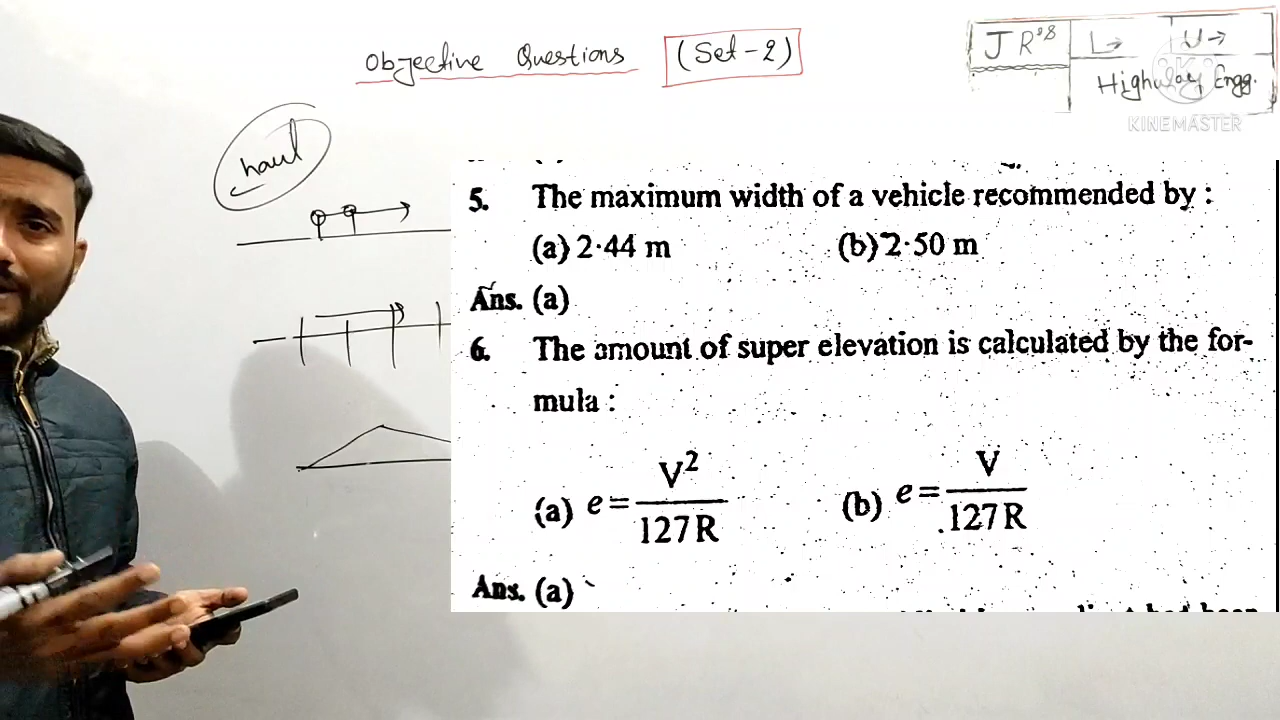 Objective Questions (Set-2)
JR
L→
U→
Highway Engg.
KINEMASTER
haul
5. The maximum width of a vehicle recommended by :
(a) 2·44 m (b) 2·50 m
Ans. (a)
6. The amount of super elevation is calculated by the for-
mula :
(a) e = V²/127R (b) e = V/127R
Ans. (a)